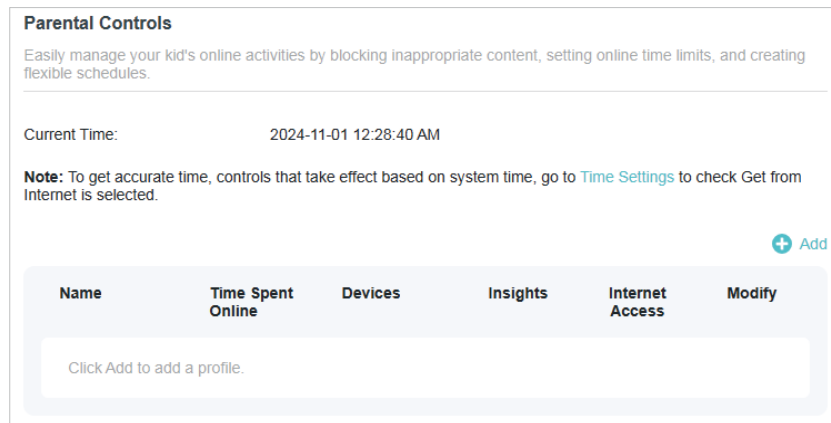 Parental Controls
Easily manage your kid's online activities by blocking inappropriate content, setting online time limits, and creating
flexible schedules.
Current Time: 2024-11-01 12:28:40 AM
Note: To get accurate time, controls that take effect based on system time, go to Time Settings to check Get from
Internet is selected.
Add
Name Time Spent Devices Insights Internet Modify
Online Access
Click Add to add a profile.